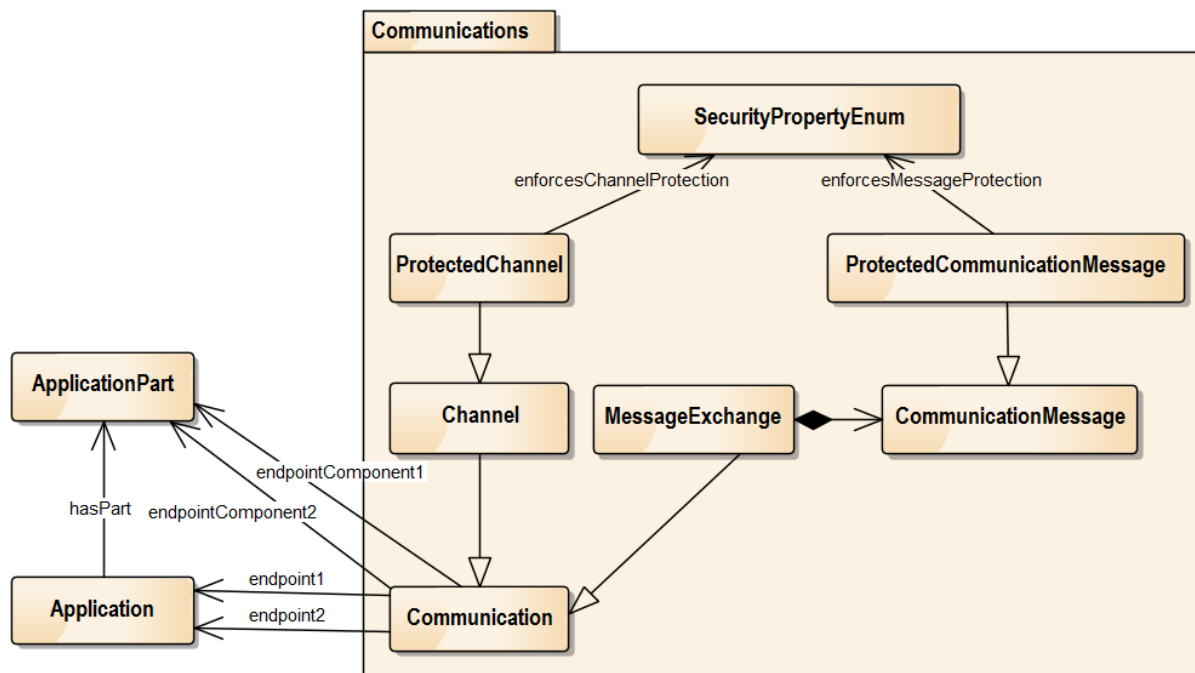 Communications
SecurityPropertyEnum
enforcesChannelProtection
enforcesMessageProtection
ProtectedChannel
ProtectedCommunicationMessage
ApplicationPart
Channel
MessageExchange
CommunicationMessage
endpointComponent1
hasPart
endpointComponent2
endpoint1
Application
endpoint2
Communication